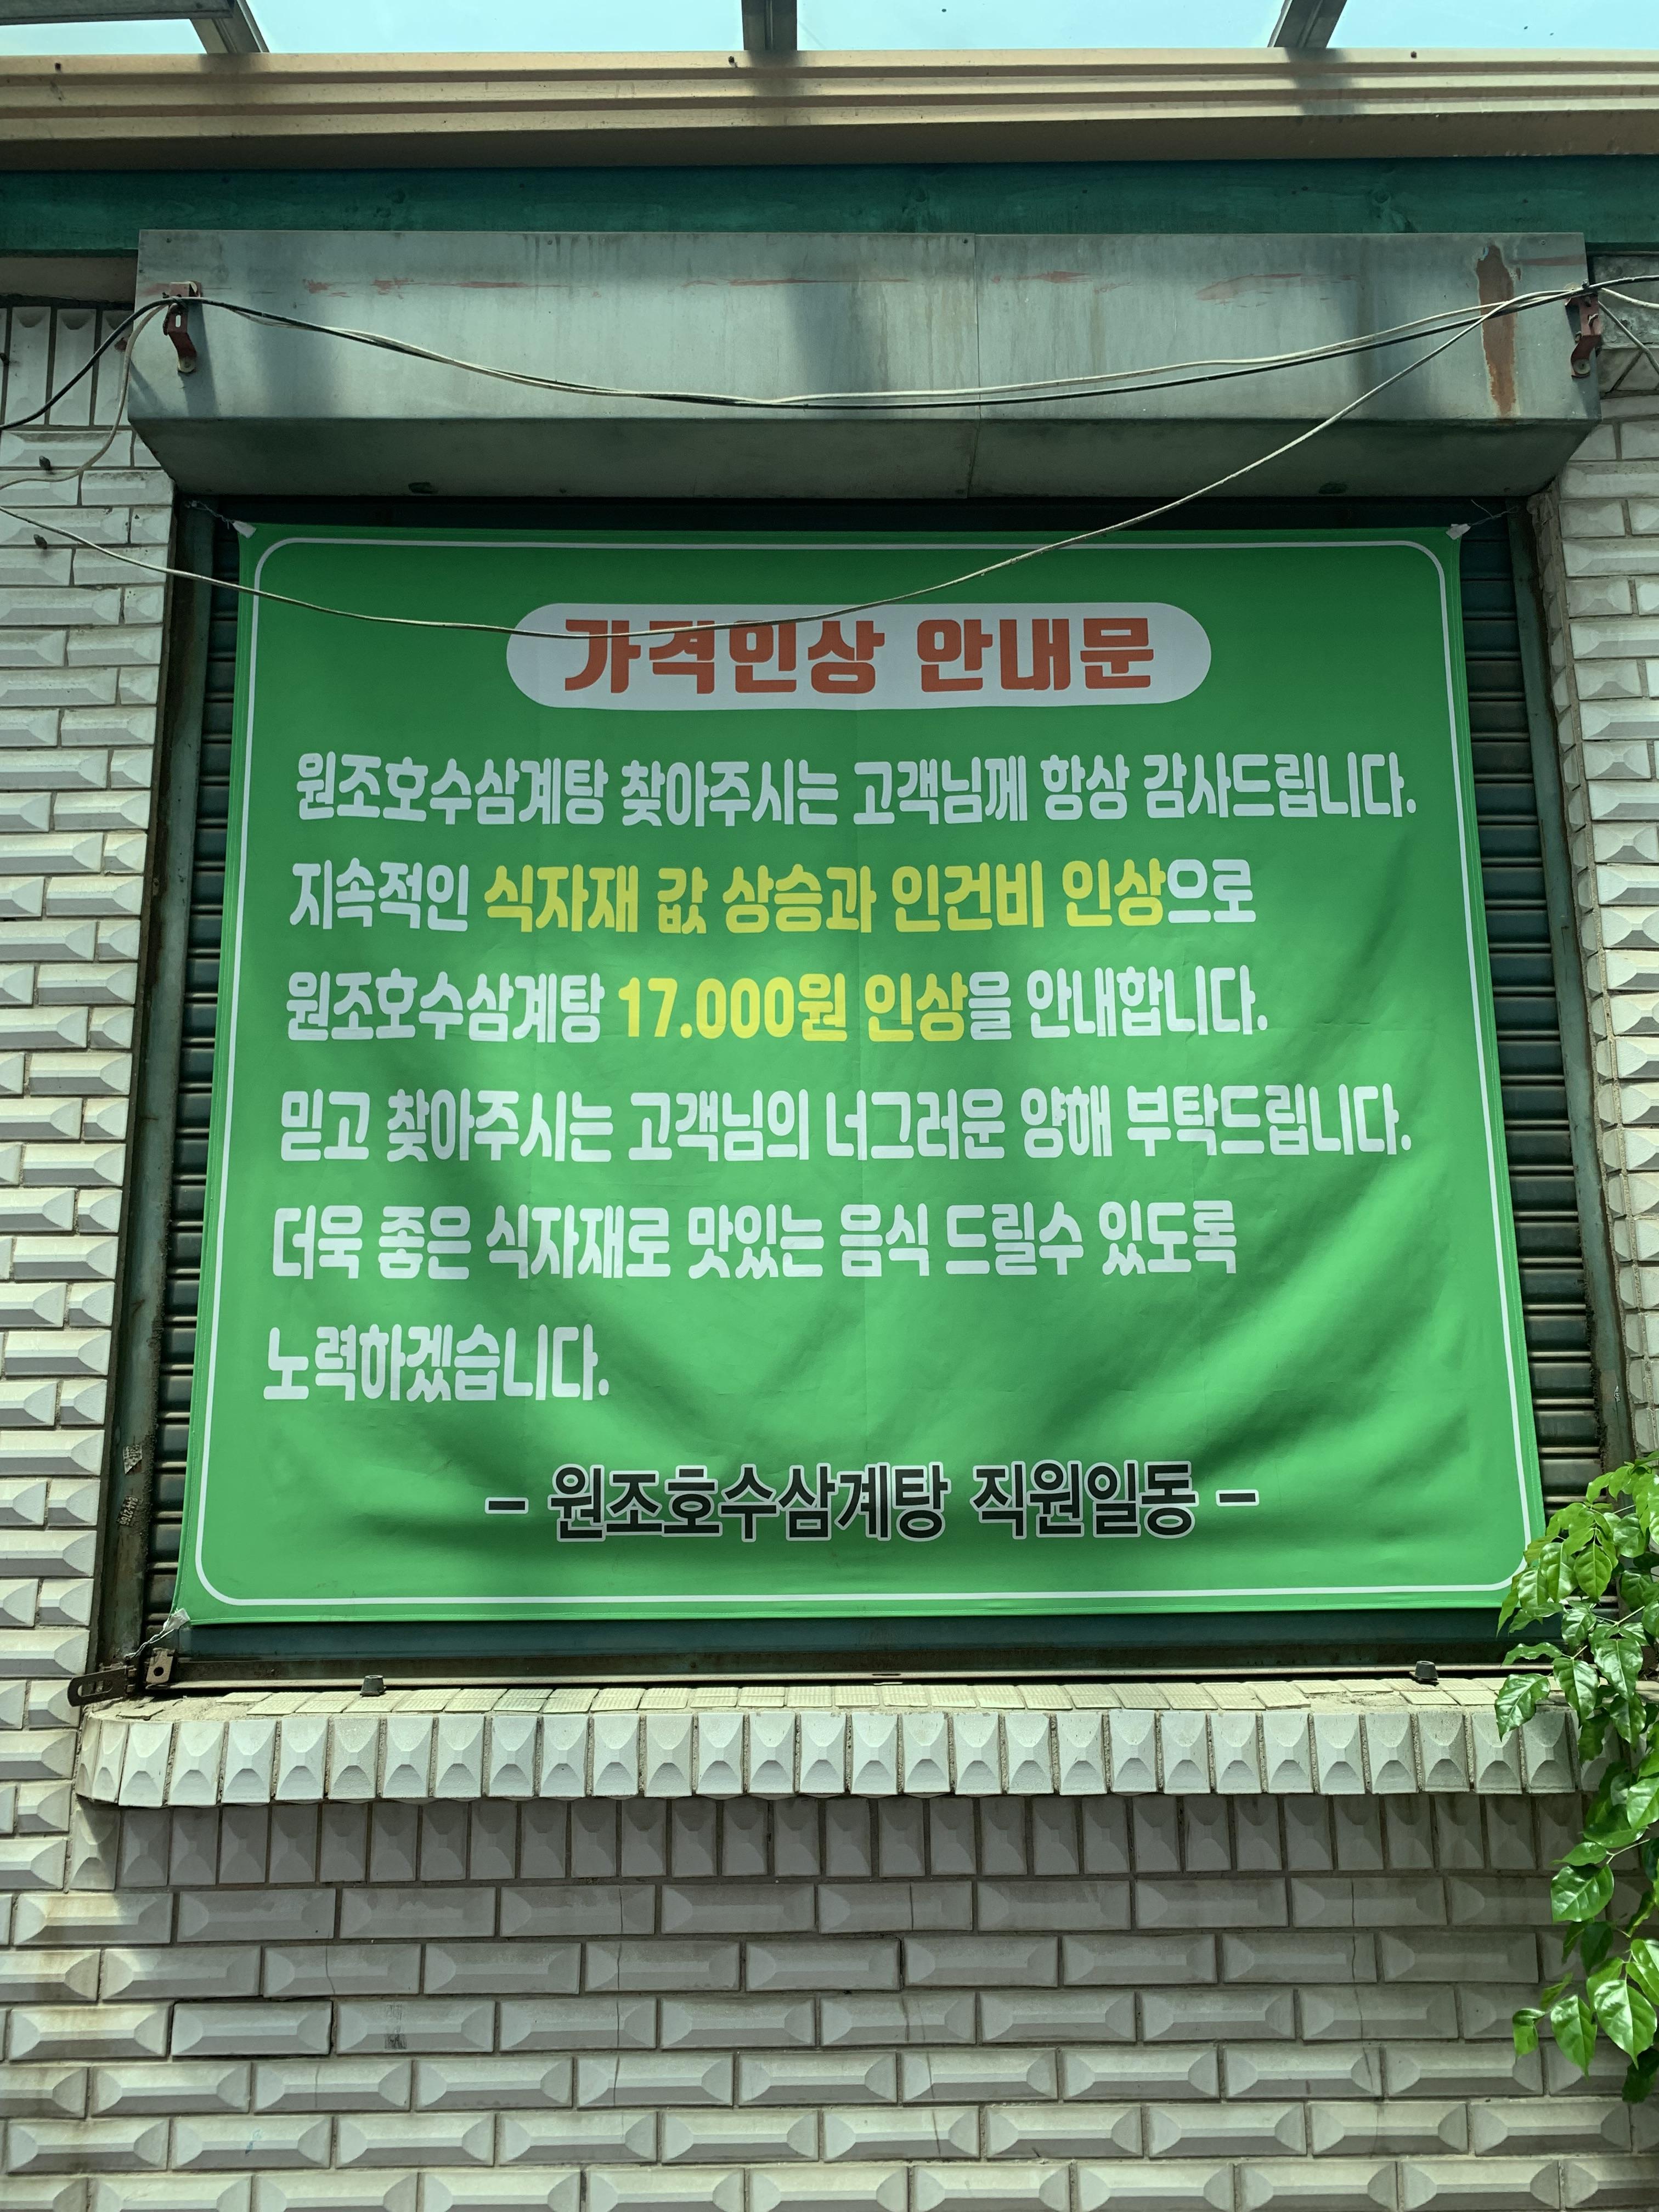 가격인상 안내문
원조호수삼계탕 찾아주시는 고객님께 항상 감사드립니다.
지속적인 식자재 값 상승과 인건비 인상으로
원조호수삼계탕 17.000원 인상을 안내합니다.
믿고 찾아주시는 고객님의 너그러운 양해 부탁드립니다.
더욱 좋은 식자재로 맛있는 음식 드릴수 있도록
노력하겠습니다.
- 원조호수삼계탕 직원일동 -